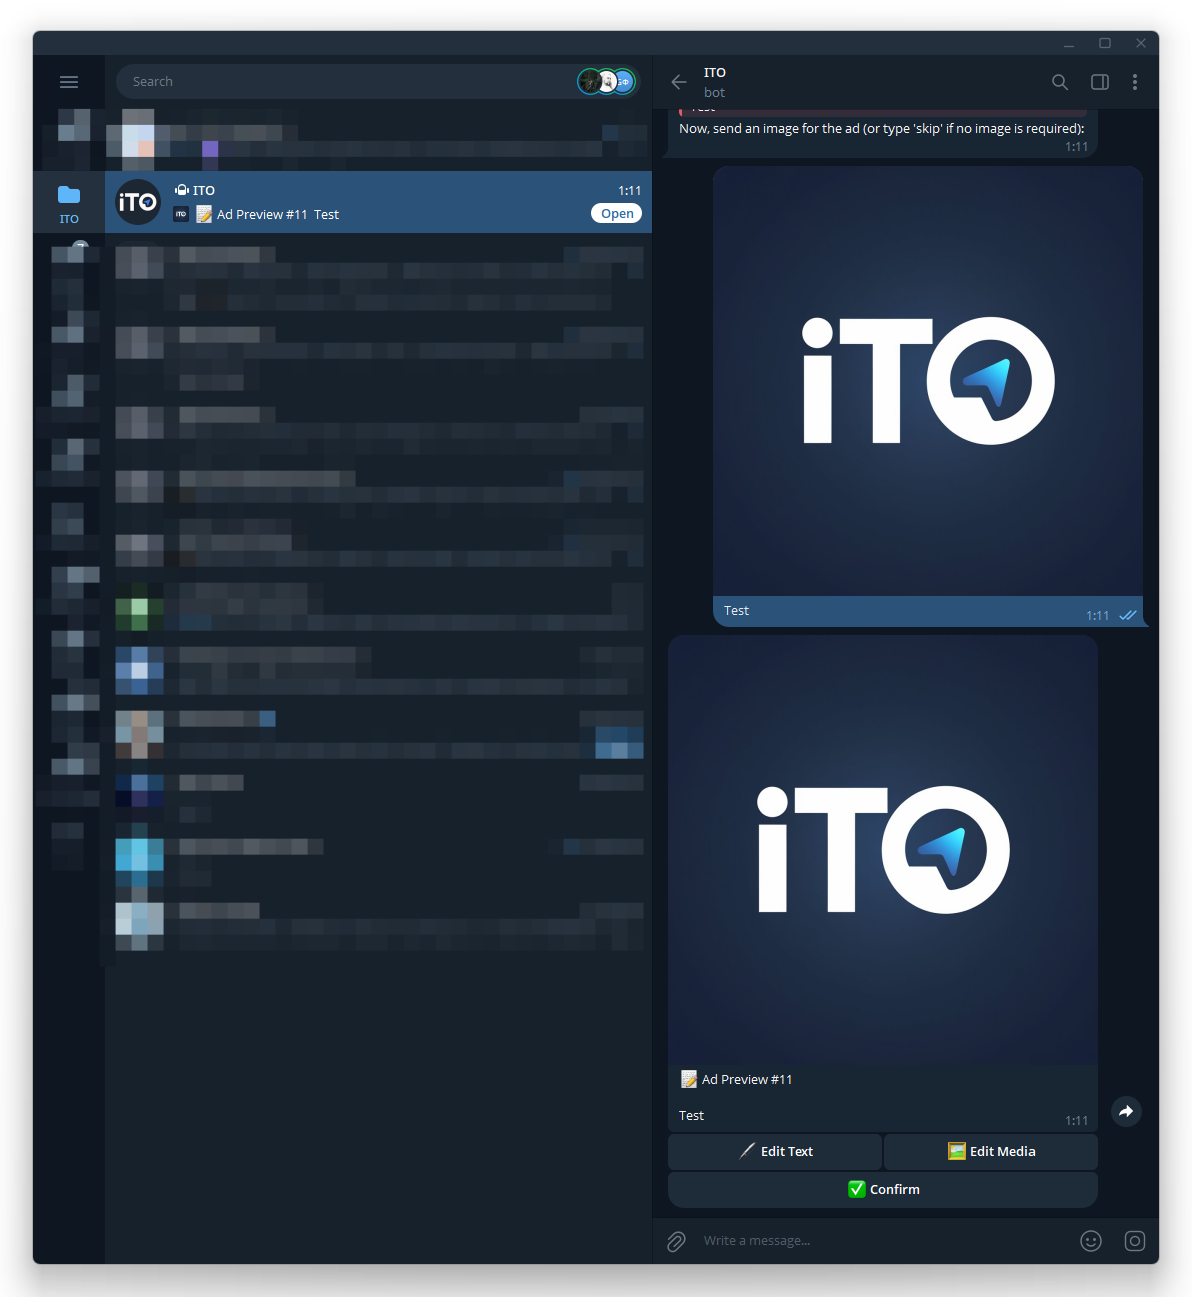 Search
ITO
bot
Test
Now, send an image for the ad (or type 'skip' if no image is required):
1:11
ITO
iTO
ITO
1:11
ITO
Ad Preview #11 Test
Open
iTO
Test
1:11
iTO
Ad Preview #11
Test
1:11
Edit Text
Edit Media
Confirm
Write a message...